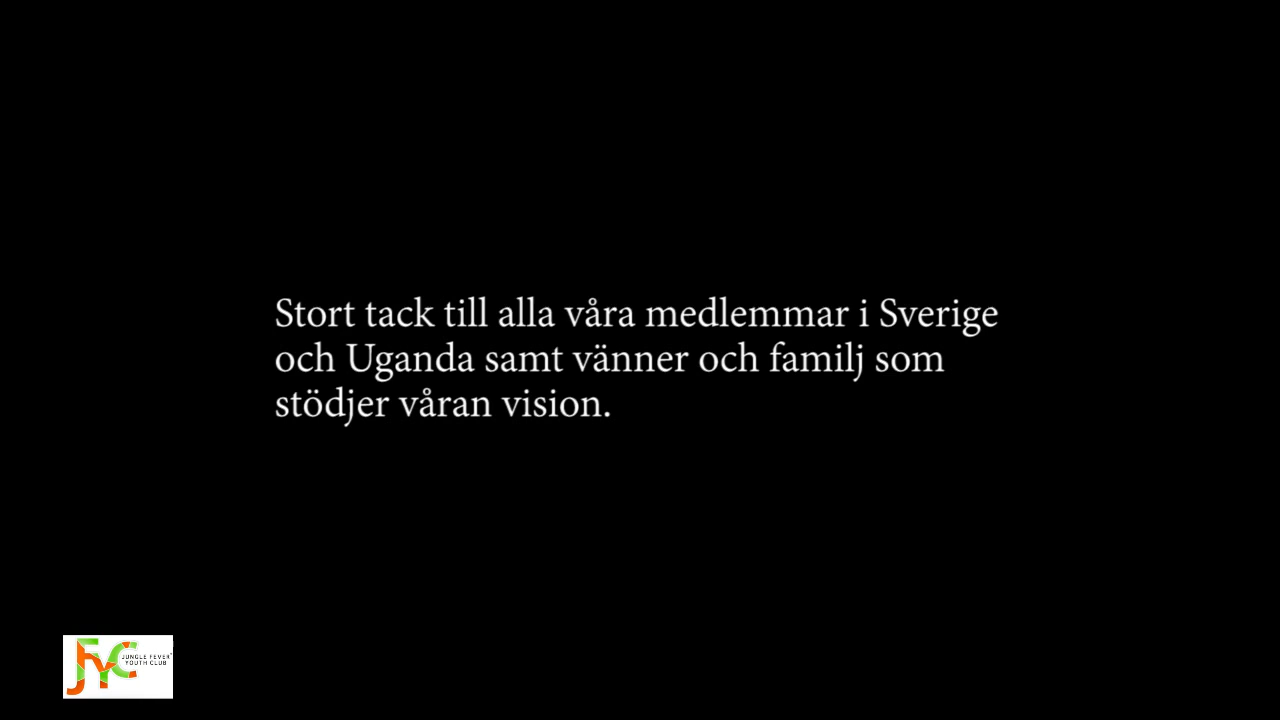 Stort tack till alla våra medlemmar i Sverige
och Uganda samt vänner och familj som
stödjer våran vision.
JFYC
JUNGLE FEVER
YOUTH CLUB